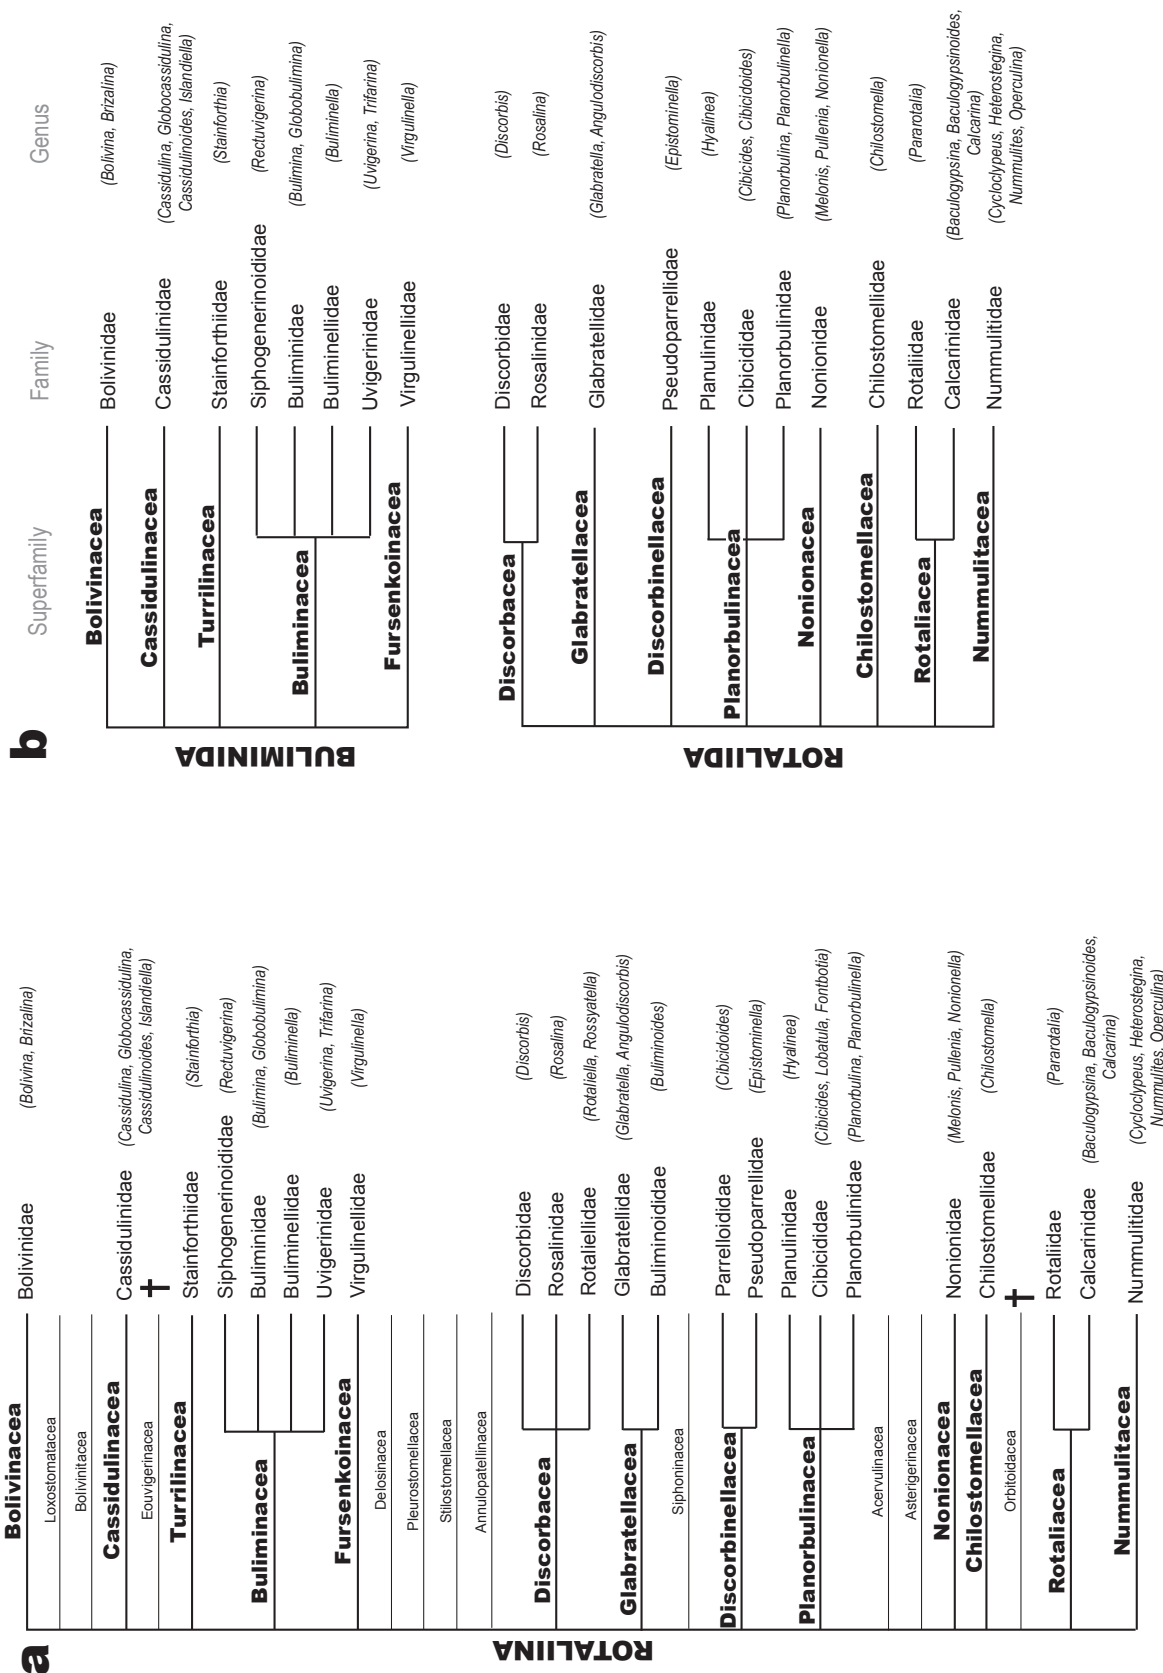 a
ROTALIINA
Bolivinacea
Bolivinidae
(Bolivina, Brizalina)
Loxostomatacea
Bolivinitacea
Cassidulinacea
Cassidulinidae
(Cassidulina, Globocassidulina,
Cassidulinoides, Islandiella)
Eouvigerinacea
†
Turrilinacea
Stainforthiidae
(Stainforthia)
Buliminacea
Siphogenerinoididae
(Rectuvigerina)
Buliminidae
(Bulimina, Globobulimina)
Buliminellidae
(Buliminella)
Uvigerinidae
(Uvigerina, Trifarina)
Fursenkoinacea
Virgulinellidae
(Virgulinella)
Delosinacea
Pleurostomellacea
Stilostomellacea
Annulopatellinacea
Discorbacea
Discorbidae
(Discorbis)
Rosalinidae
(Rosalina)
Rotaliellidae
(Rotaliella, Rossyatella)
Glabratellacea
Glabratellidae
(Glabratella, Angulodiscorbis)
Buliminoididae
(Buliminoides)
Siphoninacea
Discorbinellacea
Parrelloididae
(Cibicidoides)
Pseudoparrellidae
(Epistominella)
Planorbulinacea
Planulinidae
(Hyalinea)
Cibicididae
(Cibicides, Lobatula, Fontbotia)
Planorbulinidae
(Planorbulina, Planorbulinella)
Acervulinacea
Asterigerinacea
Nonionacea
Nonionidae
(Melonis, Pullenia, Nonionella)
Chilostomellacea
Chilostomellidae
(Chilostomella)
Orbitoidacea
†
Rotaliacea
Rotaliidae
(Pararotalia)
Calcarinidae
(Baculogypsina, Baculogypsinoides,
Calcarina)
Nummulitacea
Nummulitidae
(Cycloclypeus, Heterostegina,
Nummulites, Operculina)
b
Superfamily
Family
Genus
BULIMINIDA
Bolivinacea
Bolivinidae
(Bolivina, Brizalina)
Cassidulinacea
Cassidulinidae
(Cassidulina, Globocassidulina,
Cassidulinoides, Islandiella)
Turrilinacea
Stainforthiidae
(Stainforthia)
Buliminacea
Siphogenerinoididae
(Rectuvigerina)
Buliminidae
(Bulimina, Globobulimina)
Buliminellidae
(Buliminella)
Uvigerinidae
(Uvigerina, Trifarina)
Fursenkoinacea
Virgulinellidae
(Virgulinella)
ROTALIIDA
Discorbacea
Discorbidae
(Discorbis)
Rosalinidae
(Rosalina)
Glabratellacea
Glabratellidae
(Glabratella, Angulodiscorbis)
Discorbinellacea
Pseudoparrellidae
(Epistominella)
Planorbulinacea
Planulinidae
(Hyalinea)
Cibicididae
(Cibicides, Cibicidoides)
Planorbulinidae
(Planorbulina, Planorbulinella)
Nonionacea
Nonionidae
(Melonis, Pullenia, Nonionella)
Chilostomellacea
Chilostomellidae
(Chilostomella)
Rotaliacea
Rotaliidae
(Pararotalia)
Calcarinidae
(Baculogypsina, Baculogypsinoides,
Calcarina)
Nummulitacea
Nummulitidae
(Cycloclypeus, Heterostegina,
Nummulites, Operculina)